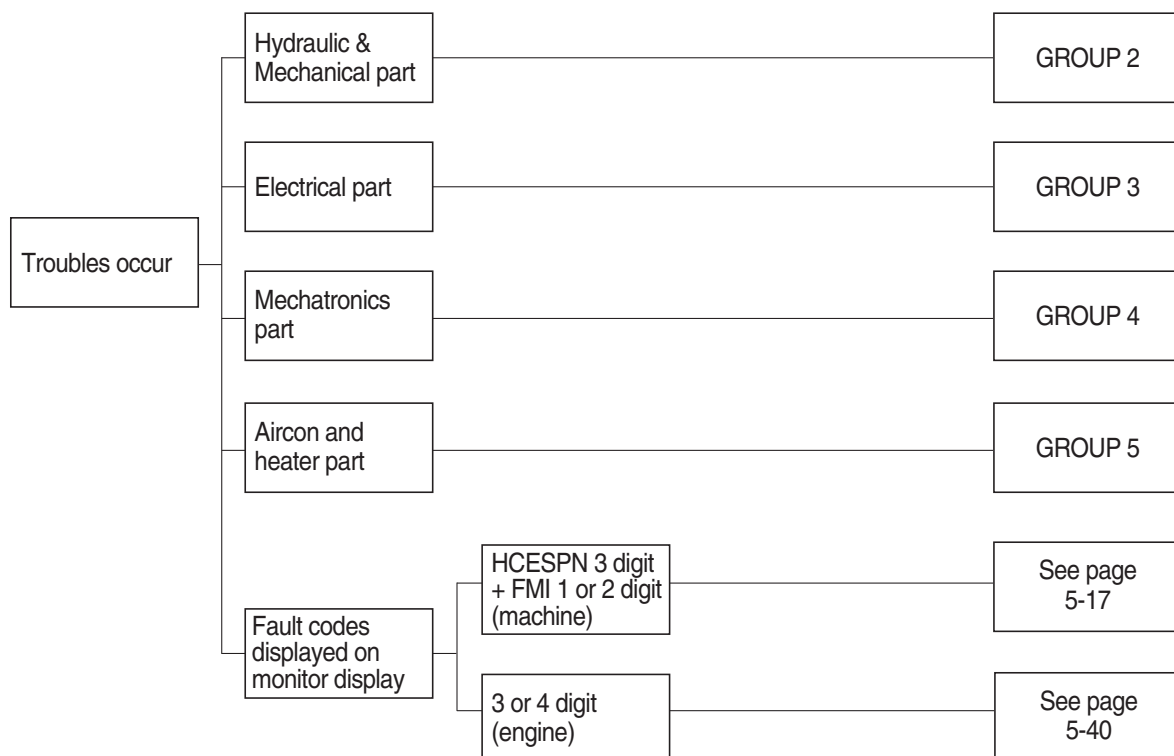 Troubles occur
Hydraulic &
Mechanical part
GROUP 2
Electrical part
GROUP 3
Mechatronics
part
GROUP 4
Aircon and
heater part
GROUP 5
Fault codes
displayed on
monitor display
HCESPN 3 digit
+ FMI 1 or 2 digit
(machine)
See page
5-17
3 or 4 digit
(engine)
See page
5-40